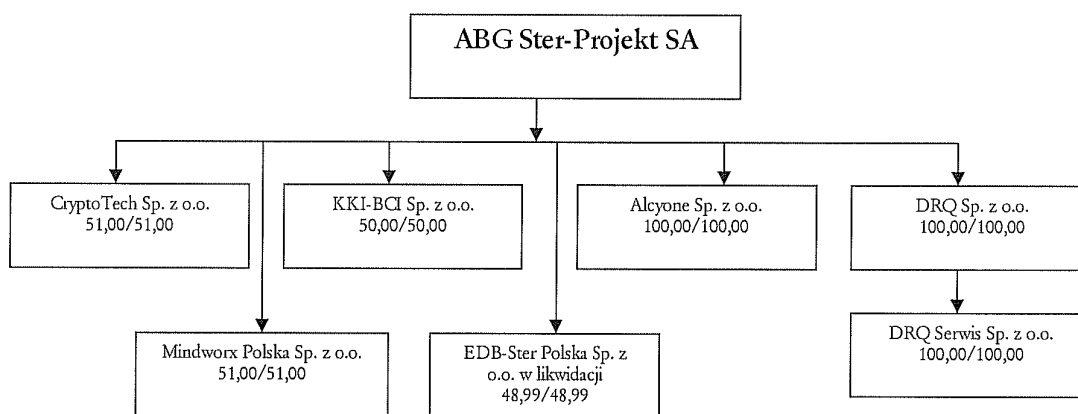 ABG Ster-Projekt SA
CryptoTech Sp. z o.o.
51,00/51,00
KKI-BCI Sp. z o.o.
50,00/50,00
Alcyone Sp. z o.o.
100,00/100,00
DRQ Sp. z o.o.
100,00/100,00
Mindworx Polska Sp. z o.o.
51,00/51,00
EDB-Ster Polska Sp. z
o.o. w likwidacji
48,99/48,99
DRQ Serwis Sp. z o.o.
100,00/100,00